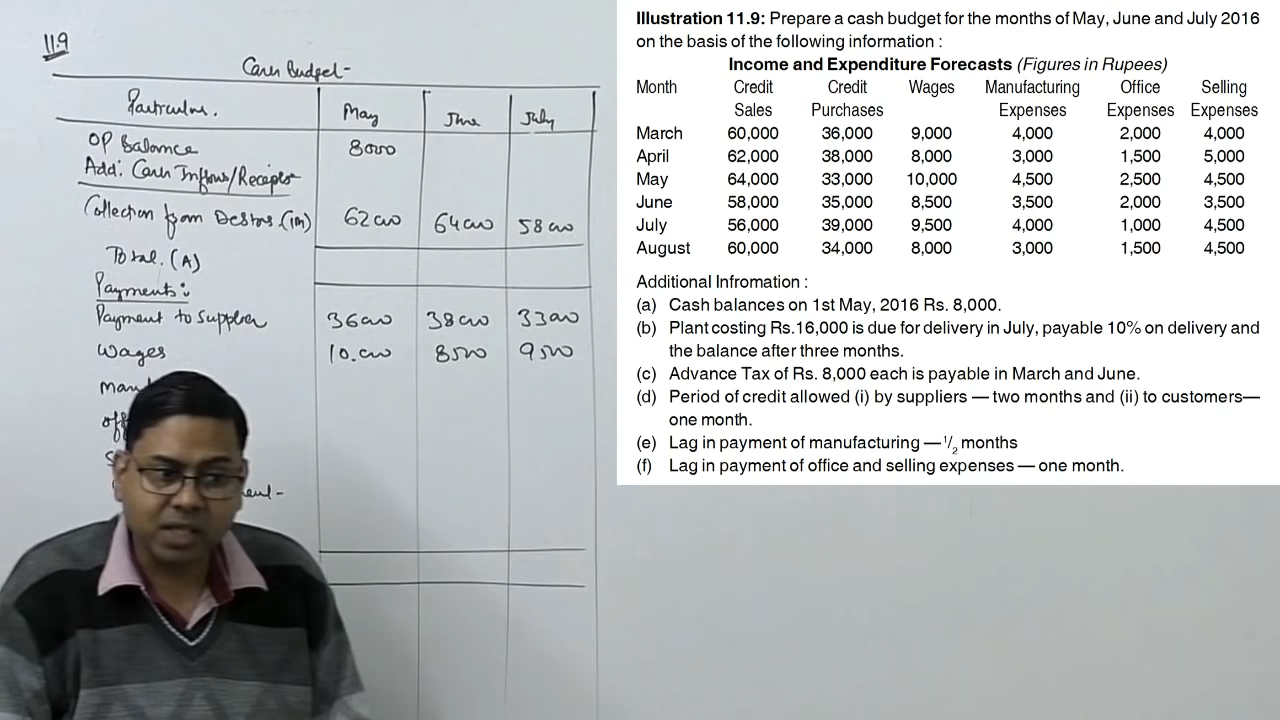 11.9
Cash Budget-
Particulars. May June July
OP Balance 8000
Add: Cash Inflows/Receipts
Collection from Destors (1m) 62000 64000 58000
Total. (A)
Payments:
Payment to Supplier 36000 38000 33000
Wages 10.000 8500 9500
Illustration 11.9: Prepare a cash budget for the months of May, June and July 2016
on the basis of the following information :
Income and Expenditure Forecasts (Figures in Rupees)
Month Credit Credit Wages Manufacturing Office Selling
Sales Purchases Expenses Expenses Expenses
March 60,000 36,000 9,000 4,000 2,000 4,000
April 62,000 38,000 8,000 3,000 1,500 5,000
May 64,000 33,000 10,000 4,500 2,500 4,500
June 58,000 35,000 8,500 3,500 2,000 3,500
July 56,000 39,000 9,500 4,000 1,000 4,500
August 60,000 34,000 8,000 3,000 1,500 4,500
Additional Infromation :
(a) Cash balances on 1st May, 2016 Rs. 8,000.
(b) Plant costing Rs.16,000 is due for delivery in July, payable 10% on delivery and
the balance after three months.
(c) Advance Tax of Rs. 8,000 each is payable in March and June.
(d) Period of credit allowed (i) by suppliers — two months and (ii) to customers—
one month.
(e) Lag in payment of manufacturing — 1/2 months
(f) Lag in payment of office and selling expenses — one month.